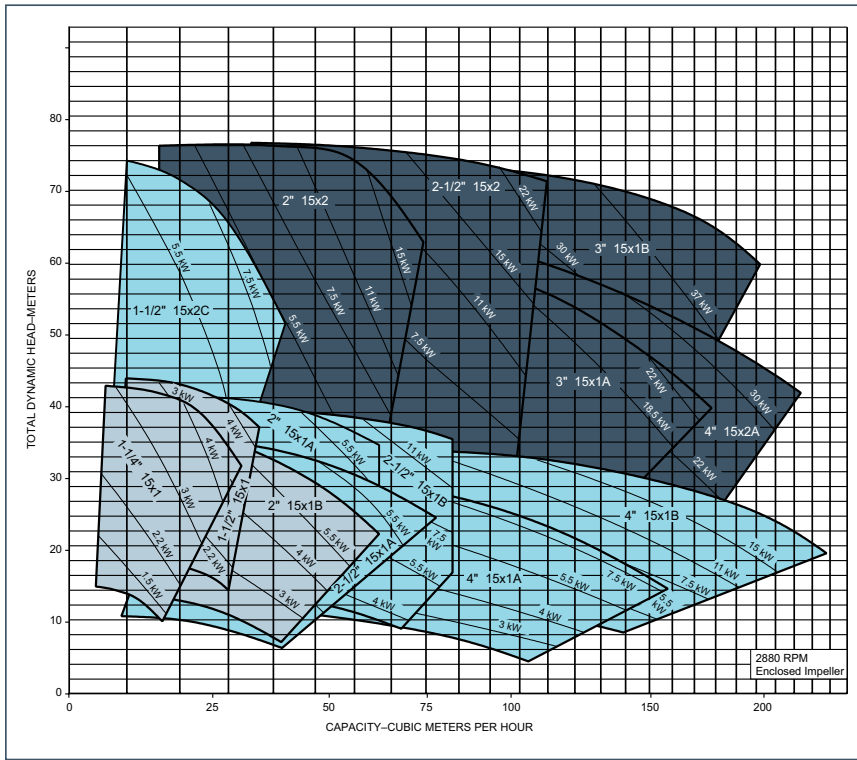 80
70
60
50
40
30
20
10
0
TOTAL DYNAMIC HEAD–METERS
0
25
50
75
100
150
200
CAPACITY–CUBIC METERS PER HOUR
2" 15x2
2-1/2" 15x2
22 kW
3" 15x1B
30 kW
37 kW
15 kW
15 kW
5.5 kW
7.5 kW
11 kW
7.5 kW
11 kW
1-1/2" 15x2C
5.5 kW
7.5 kW
3" 15x1A
22 kW
18.5 kW
30 kW
4" 15x2A
22 kW
3 kW
4 kW
4 kW
2" 15x1A
5.5 kW
11 kW
2-1/2" 15x1B
1-1/4" 15x1
3 kW
1-1/2" 15x1
2" 15x1B
5.5 kW
5.5 kW
7.5 kW
4" 15x1B
2.2 kW
2.2 kW
4 kW
2-1/2" 15x1A
5.5 kW
4" 15x1A
5.5 kW
7.5 kW
15 kW
11 kW
7.5 kW
5.5 kW
1.5 kW
3 kW
4 kW
4 kW
3 kW
2880 RPM
Enclosed Impeller